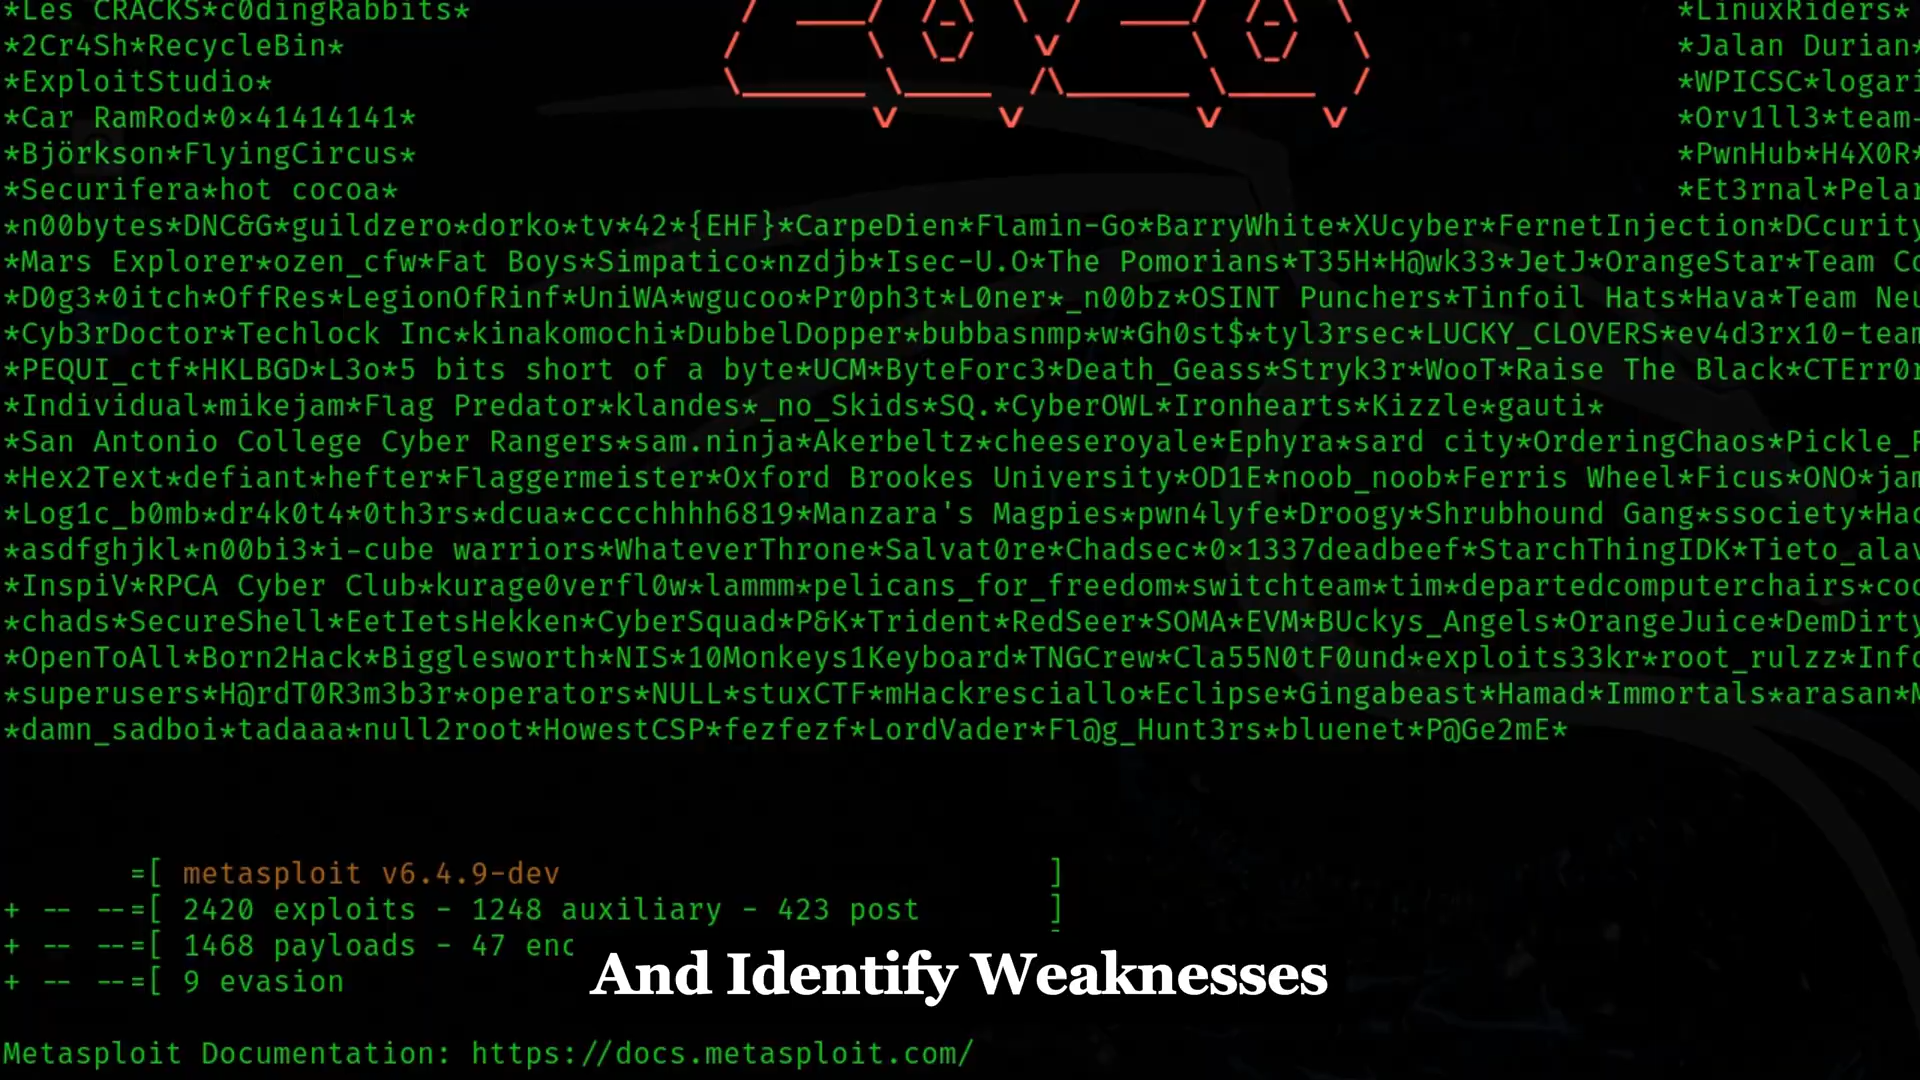 *Les CRACKS*c0dingRabbits*
*LinuxRiders*
*2Cr4Sh*RecycleBin*
*Jalan Durian*
*ExploitStudio*
*WPICSC*logari
*Car RamRod*0×41414141*
*Orv1ll3*team-
*Björkson*FlyingCircus*
*PwnHub*H4X0R*
*Securifera*hot cocoa*
*Et3rnal*Pelar
*n00bytes*DNC&G*guildzero*dorko*tv*42*{EHF}*CarpeDien*Flamin-Go*BarryWhite*XUcyber*FernetInjection*DCcurity
*Mars Explorer*ozen_cfw*Fat Boys*Simpatico*nzdjb*Isec-U.O*The Pomorians*T35H*H@wk33*JetJ*OrangeStar*Team Co
*D0g3*0itch*OffRes*LegionOfRinf*UniWA*wgucoo*Pr0ph3t*L0ner*_n00bz*OSINT Punchers*Tinfoil Hats*Hava*Team Neu
*Cyb3rDoctor*Techlock Inc*kinakomochi*DubbelDopper*bubbasnmp*w*Gh0st$*tyl3rsec*LUCKY_CLOVERS*ev4d3rx10-team
*PEQUI_ctf*HKLBGD*L3o*5 bits short of a byte*UCM*ByteForc3*Death_Geass*Stryk3r*WooT*Raise The Black*CTErr0r
*Individual*mikejam*Flag Predator*klandes*_no_Skids*SQ.*CyberOWL*Ironhearts*Kizzle*gauti*
*San Antonio College Cyber Rangers*sam.ninja*Akerbeltz*cheeseroyale*Ephyra*sard city*OrderingChaos*Pickle_R
*Hex2Text*defiant*hefter*Flaggermeister*Oxford Brookes University*OD1E*noob_noob*Ferris Wheel*Ficus*ONO*jam
*Log1c_b0mb*dr4k0t4*0th3rs*dcua*cccchhhh6819*Manzara's Magpies*pwn4lyfe*Droogy*Shrubhound Gang*ssociety*Hac
*asdfghjkl*n00bi3*i-cube warriors*WhateverThrone*Salvat0re*Chadsec*0×1337deadbeef*StarchThingIDK*Tieto_alav
*InspiV*RPCA Cyber Club*kurage0verfl0w*lammm*pelicans_for_freedom*switchteam*tim*departedcomputerchairs*coo
*chads*SecureShell*EetIetsHekken*CyberSquad*P&K*Trident*RedSeer*SOMA*EVM*BUckys_Angels*OrangeJuice*DemDirty
*OpenToAll*Born2Hack*Bigglesworth*NIS*10Monkeys1Keyboard*TNGCrew*Cla55N0tF0und*exploits33kr*root_rulzz*Info
*superusers*H@rdT0R3m3b3r*operators*NULL*stuxCTF*mHackresciallo*Eclipse*Gingabeast*Hamad*Immortals*arasan*M
*damn_sadboi*tadaaa*null2root*HowestCSP*fezfezf*LordVader*Fl@g_Hunt3rs*bluenet*P@Ge2mE*
=[ metasploit v6.4.9-dev ]
+ -- --=[ 2420 exploits - 1248 auxiliary - 423 post ]
+ -- --=[ 1468 payloads - 47 enc
+ -- --=[ 9 evasion
And Identify Weaknesses
Metasploit Documentation: https://docs.metasploit.com/